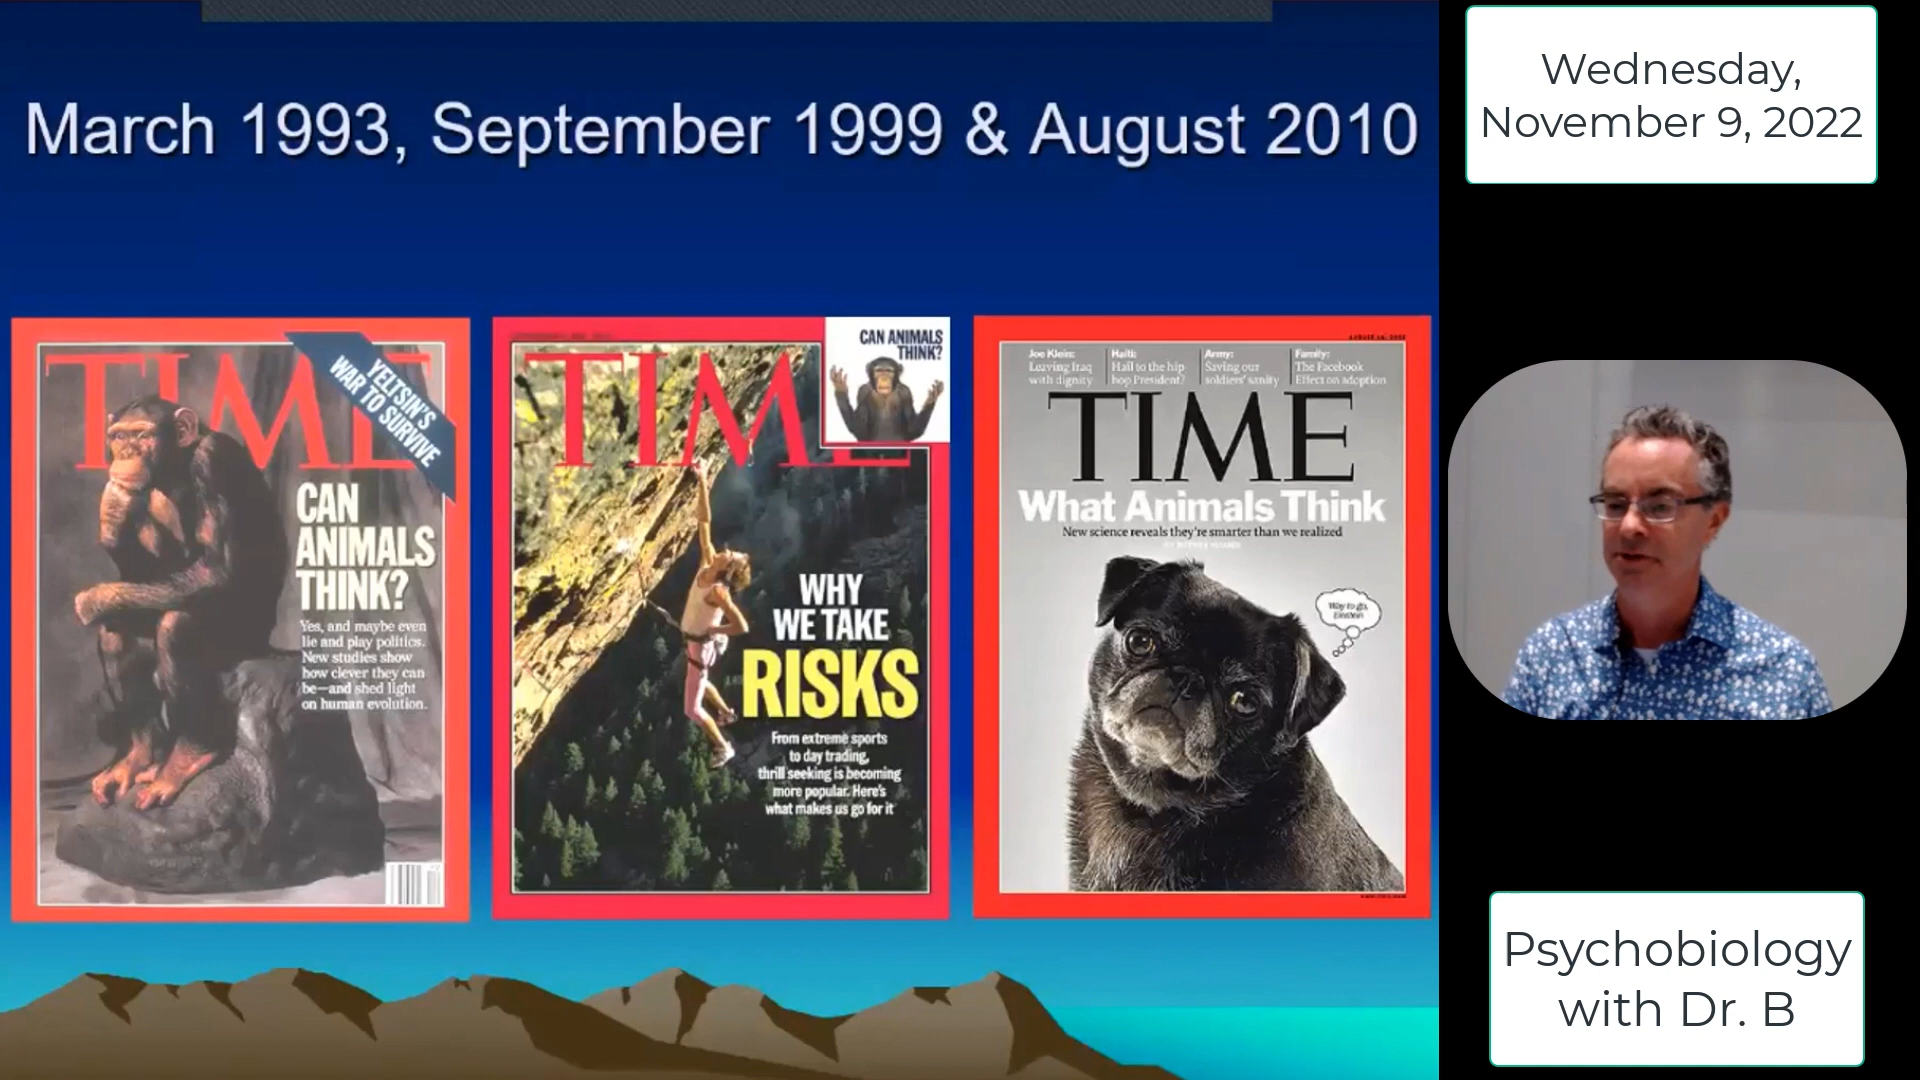 March 1993, September 1999 & August 2010
TIME
YELTSIN'S
WAR TO SURVIVE
CAN
ANIMALS
THINK?
Yes, and maybe even
lie and play politics.
New studies show
how clever they can
be—and shed light
on human evolution.
TIME
CAN ANIMALS
THINK?
WHY
WE TAKE
RISKS
From extreme sports
to day trading,
thrill seeking is becoming
more popular. Here's
what makes us go for it
Joe Klein:
Leaving Iraq
with dignity
Haiti:
Hail to the hip
hop President?
Army:
Saving our
soldiers' sanity
Family:
The Facebook
Effect on adoption
TIME
What Animals Think
New science reveals they're smarter than we realized
Way to go,
Einstein
Wednesday,
November 9, 2022
Psychobiology
with Dr. B